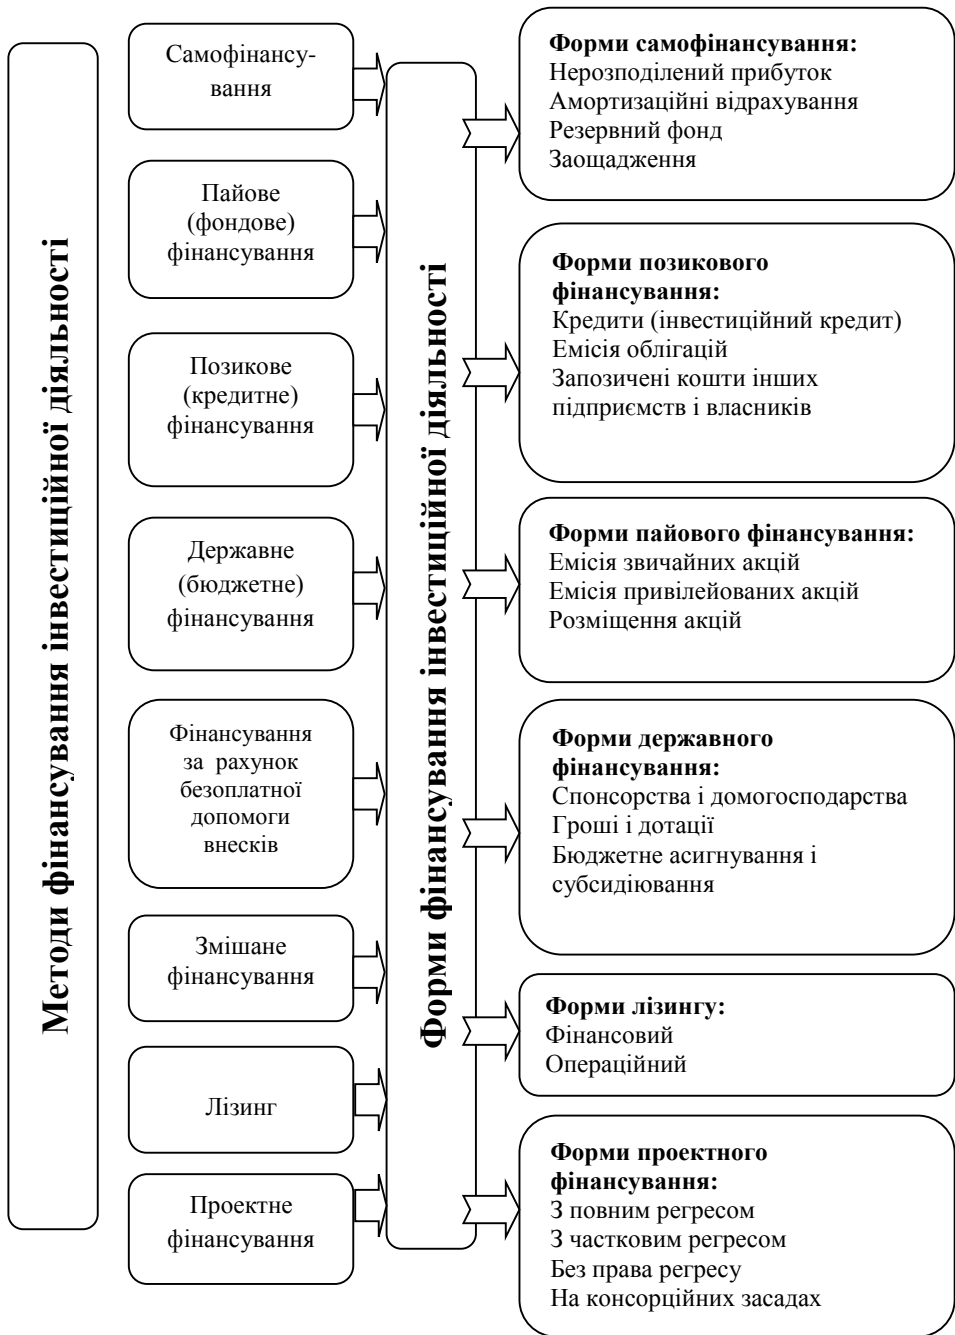 Методи фінансування інвестиційної діяльності
Самофінансу-
вання
Пайове
(фондове)
фінансування
Позикове
(кредитне)
фінансування
Державне
(бюджетне)
фінансування
Фінансування
за рахунок
безоплатної
допомоги
внесків
Змішане
фінансування
Лізинг
Проектне
фінансування
Форми фінансування інвестиційної діяльності
Форми самофінансування:
Нерозподілений прибуток
Амортизаційні відрахування
Резервний фонд
Заощадження
Форми позикового
фінансування:
Кредити (інвестиційний кредит)
Емісія облігацій
Запозичені кошти інших
підприємств і власників
Форми пайового фінансування:
Емісія звичайних акцій
Емісія привілейованих акцій
Розміщення акцій
Форми державного
фінансування:
Спонсорства і домогосподарства
Гроші і дотації
Бюджетне асигнування і
субсидіювання
Форми лізингу:
Фінансовий
Операційний
Форми проектного
фінансування:
З повним регресом
З частковим регресом
Без права регресу
На консорційних засадах